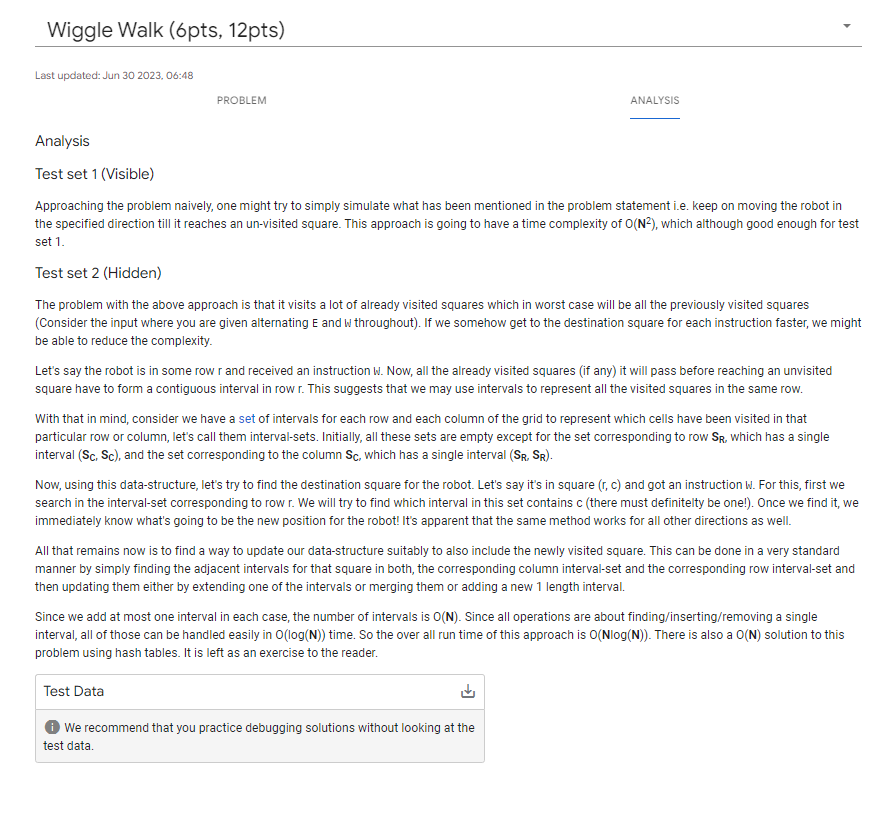 Wiggle Walk (6pts, 12pts)
Last updated: Jun 30 2023, 06:48
PROBLEM
ANALYSIS
Analysis
Test set 1 (Visible)
Approaching the problem naively, one might try to simply simulate what has been mentioned in the problem statement i.e. keep on moving the robot in
the specified direction till it reaches an un-visited square. This approach is going to have a time complexity of O(N²), which although good enough for test
set 1.
Test set 2 (Hidden)
The problem with the above approach is that it visits a lot of already visited squares which in worst case will be all the previously visited squares
(Consider the input where you are given alternating E and W throughout). If we somehow get to the destination square for each instruction faster, we might
be able to reduce the complexity.
Let's say the robot is in some row r and received an instruction W. Now, all the already visited squares (if any) it will pass before reaching an unvisited
square have to form a contiguous interval in row r. This suggests that we may use intervals to represent all the visited squares in the same row.
With that in mind, consider we have a set of intervals for each row and each column of the grid to represent which cells have been visited in that
particular row or column, let's call them interval-sets. Initially, all these sets are empty except for the set corresponding to row SR, which has a single
interval (SC, SC), and the set corresponding to the column SC, which has a single interval (SR, SR).
Now, using this data-structure, let's try to find the destination square for the robot. Let's say it's in square (r, c) and got an instruction W. For this, first we
search in the interval-set corresponding to row r. We will try to find which interval in this set contains c (there must definitelty be one!). Once we find it, we
immediately know what's going to be the new position for the robot! It's apparent that the same method works for all other directions as well.
All that remains now is to find a way to update our data-structure suitably to also include the newly visited square. This can be done in a very standard
manner by simply finding the adjacent intervals for that square in both, the corresponding column interval-set and the corresponding row interval-set and
then updating them either by extending one of the intervals or merging them or adding a new 1 length interval.
Since we add at most one interval in each case, the number of intervals is O(N). Since all operations are about finding/inserting/removing a single
interval, all of those can be handled easily in O(log(N)) time. So the over all run time of this approach is O(Nlog(N)). There is also a O(N) solution to this
problem using hash tables. It is left as an exercise to the reader.
Test Data
We recommend that you practice debugging solutions without looking at the
test data.